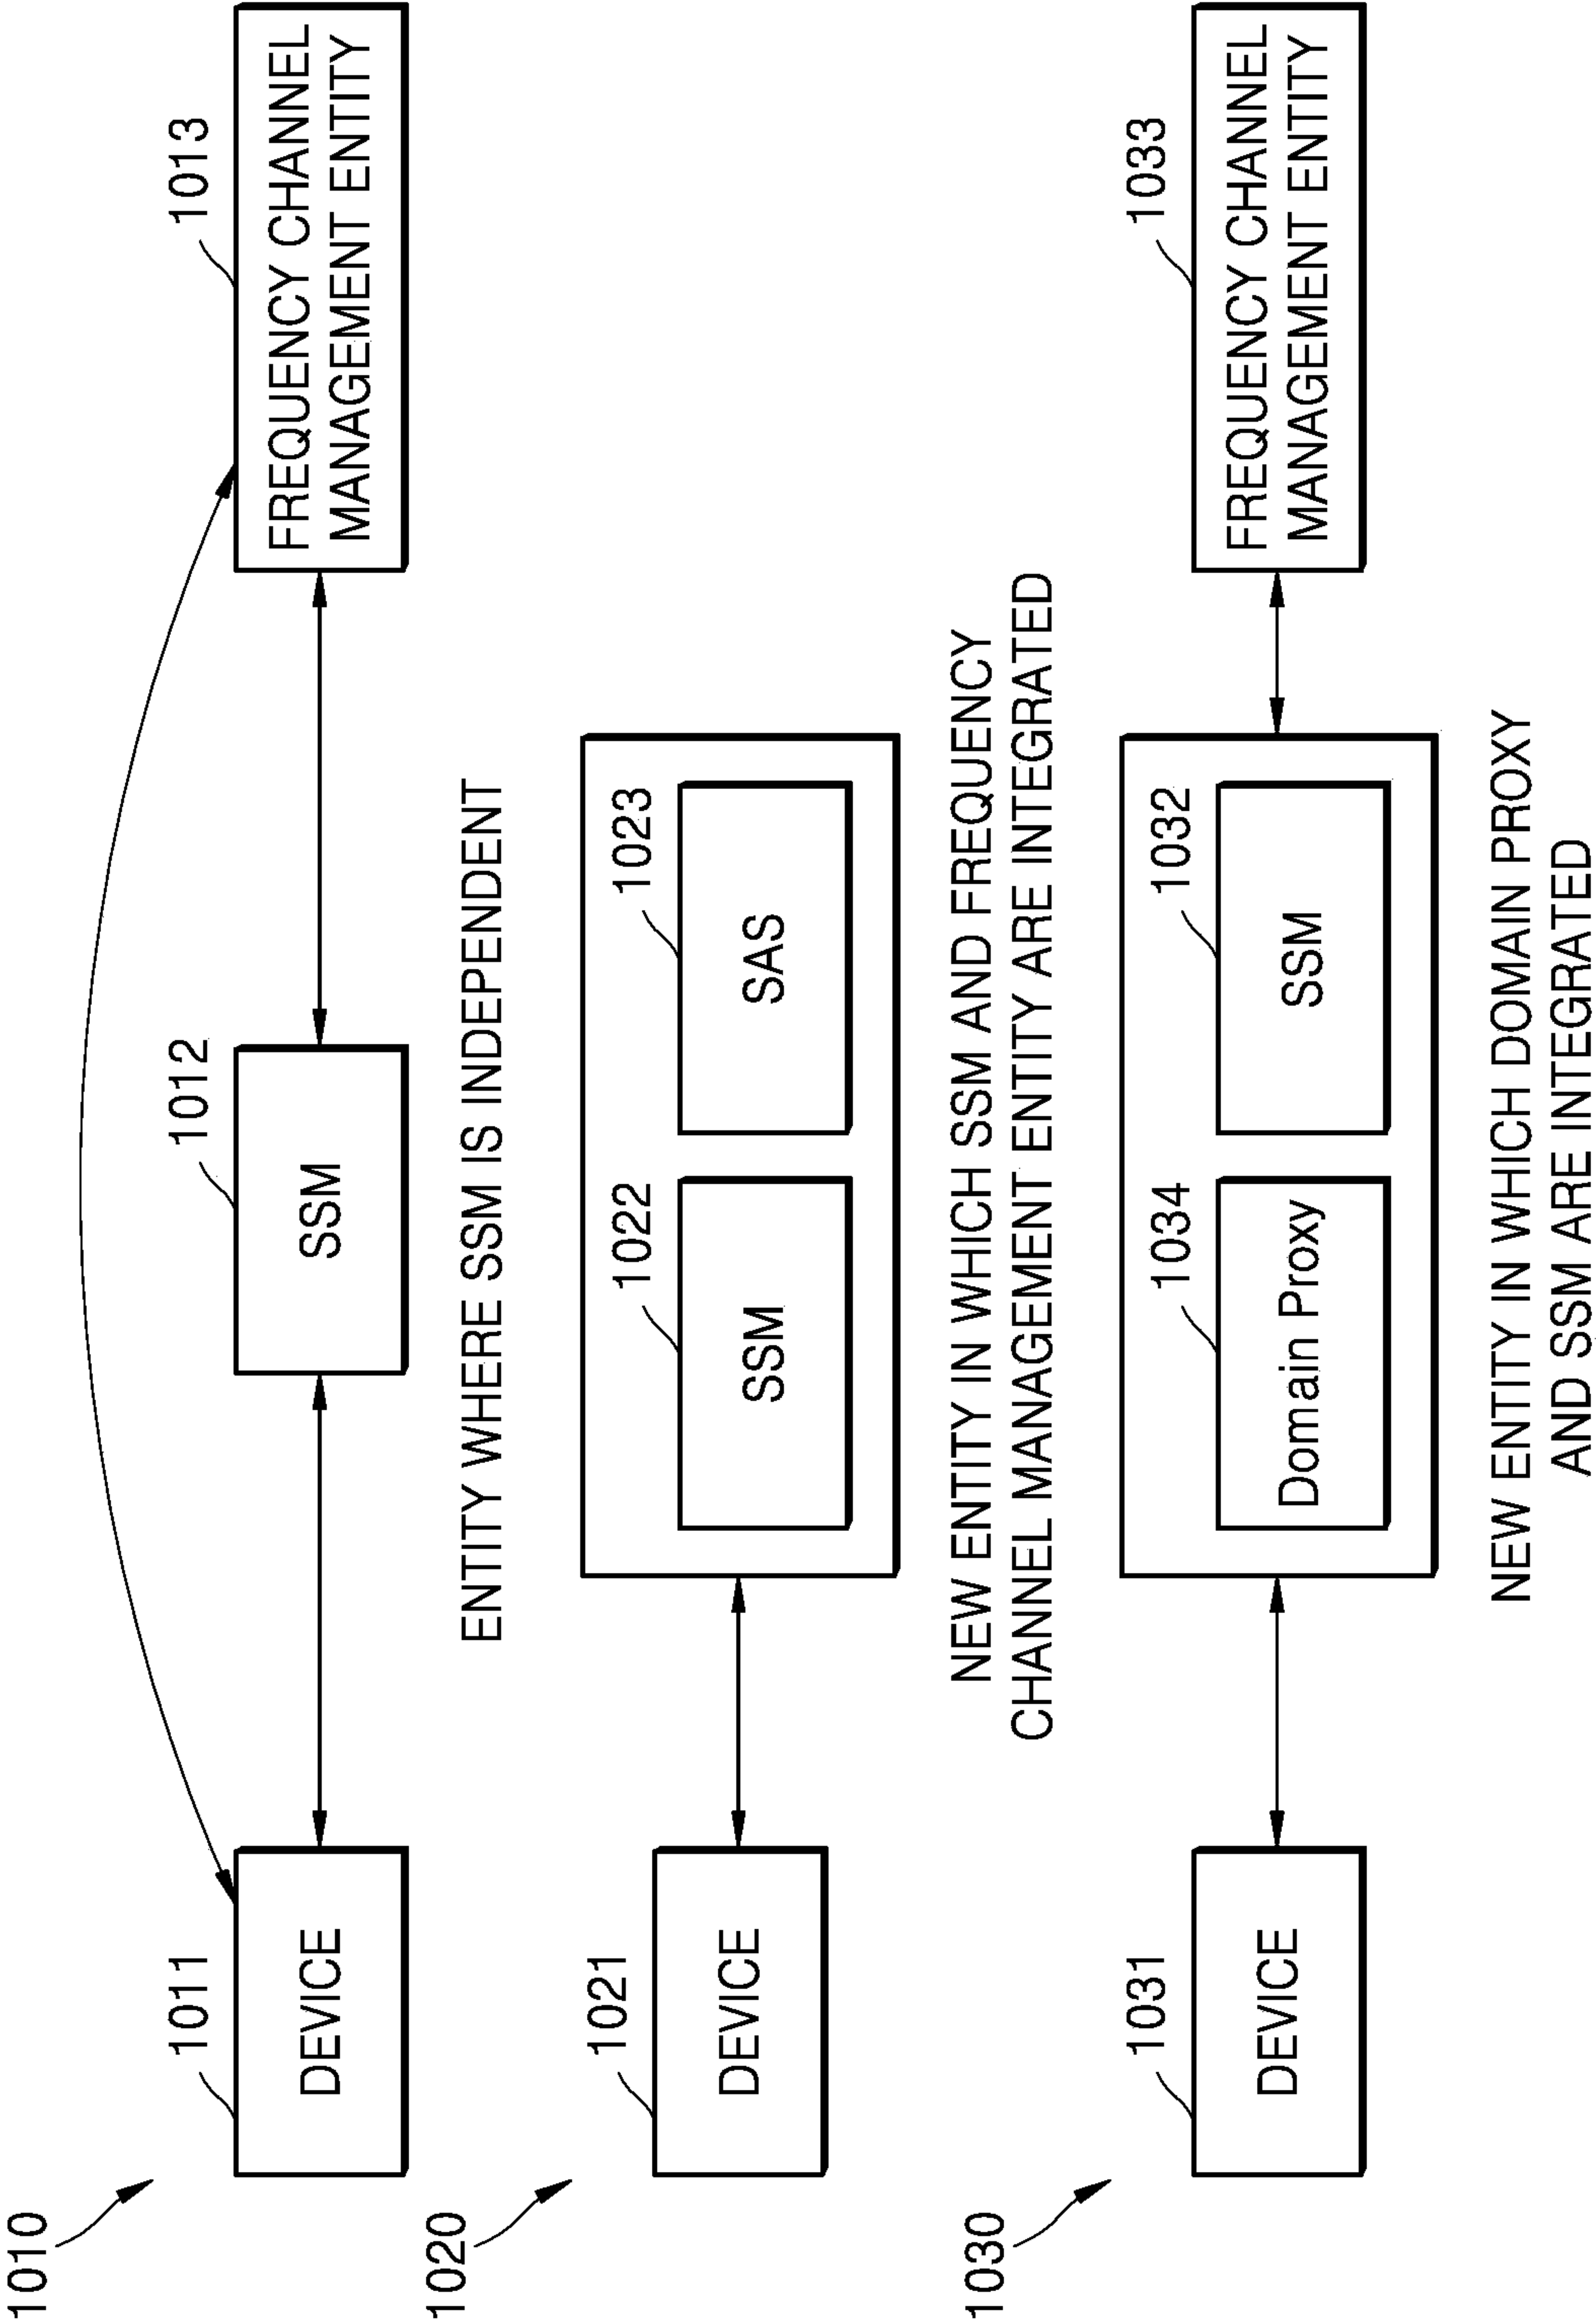 1010
1011
DEVICE
1012
SSM
1013
FREQUENCY CHANNEL
MANAGEMENT ENTITY
ENTITY WHERE SSM IS INDEPENDENT
1020
1021
DEVICE
1022
SSM
1023
SAS
NEW ENTITY IN WHICH SSM AND FREQUENCY
CHANNEL MANAGEMENT ENTITY ARE INTEGRATED
1030
1031
DEVICE
1034
Domain Proxy
1032
SSM
1033
FREQUENCY CHANNEL
MANAGEMENT ENTITY
NEW ENTITY IN WHICH DOMAIN PROXY
AND SSM ARE INTEGRATED